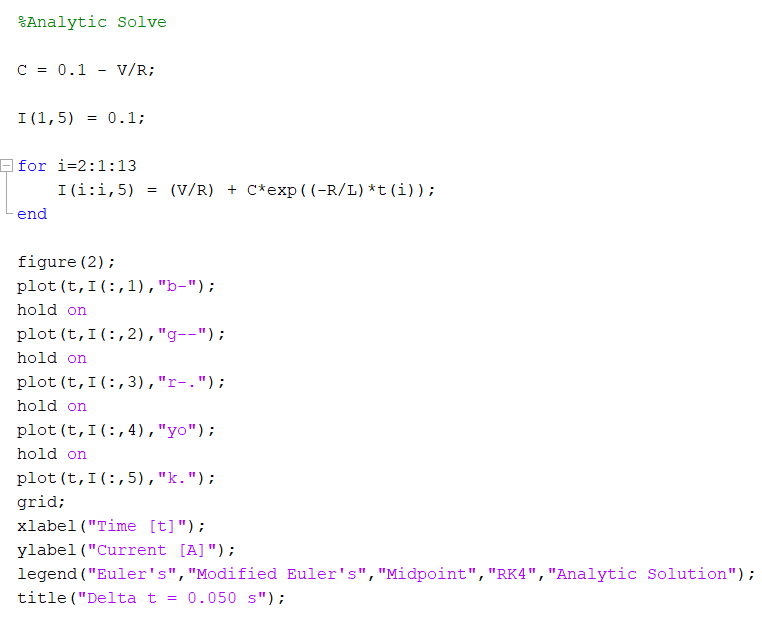 %Analytic Solve
C = 0.1 - V/R;
I(1,5) = 0.1;
for i=2:1:13
    I(i:i,5) = (V/R) + C*exp((-R/L)*t(i));
end
figure(2);
plot(t,I(:,1),"b-");
hold on
plot(t,I(:,2),"g--");
hold on
plot(t,I(:,3),"r-.");
hold on
plot(t,I(:,4),"yo");
hold on
plot(t,I(:,5),"k.");
grid;
xlabel("Time [t]");
ylabel("Current [A]");
legend("Euler's","Modified Euler's","Midpoint","RK4","Analytic Solution");
title("Delta t = 0.050 s");